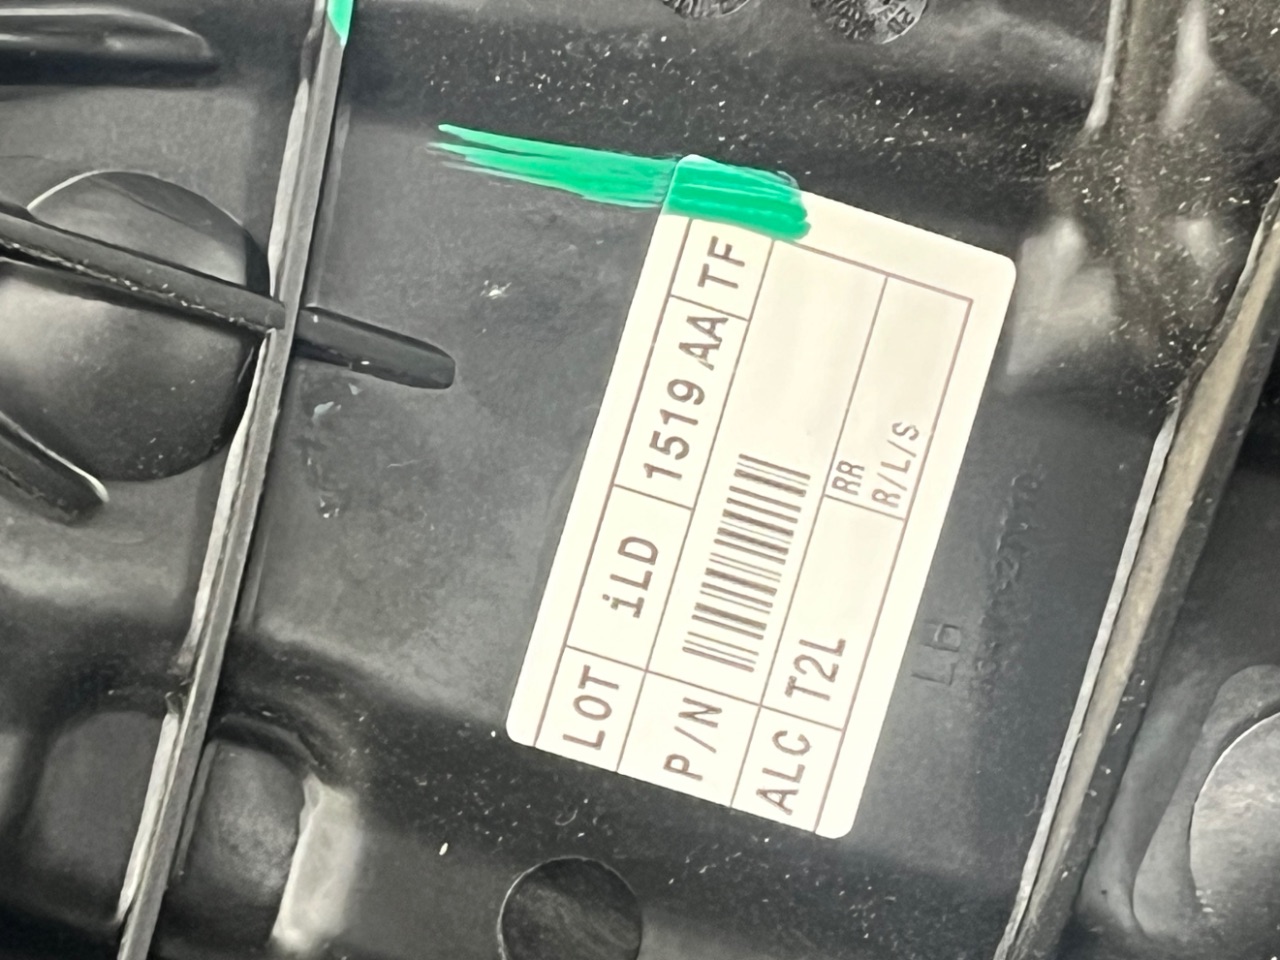 LOT iLD 1519 AA TF
P/N
ALC T2L RR
R/L/S